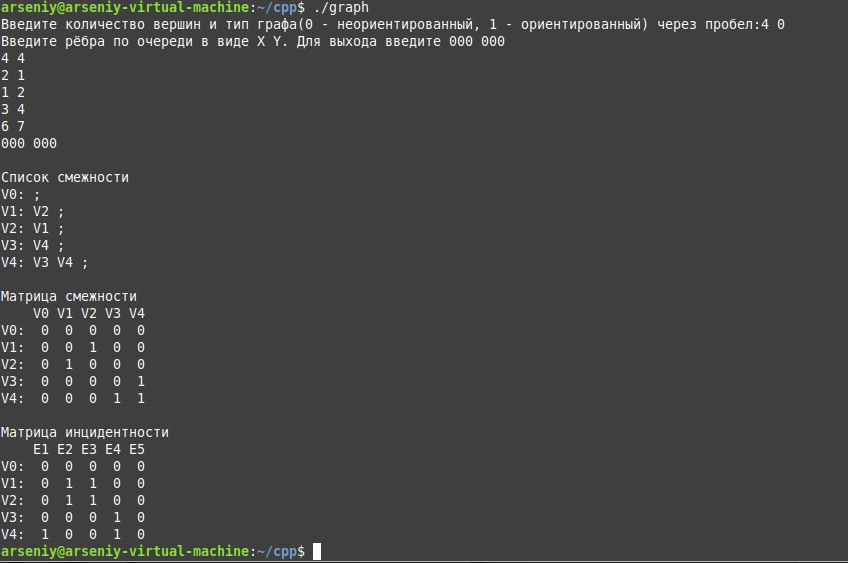 arseniy@arseniy-virtual-machine:~/cpp$ ./graph
Введите количество вершин и тип графа(0 - неориентированный, 1 - ориентированный) через пробел:4 0
Введите рёбра по очереди в виде X Y. Для выхода введите 000 000
4 4
2 1
1 2
3 4
6 7
000 000
Список смежности
V0: ;
V1: V2 ;
V2: V1 ;
V3: V4 ;
V4: V3 V4 ;
Матрица смежности
V0 V1 V2 V3 V4
V0: 0 0 0 0 0
V1: 0 0 1 0 0
V2: 0 1 0 0 0
V3: 0 0 0 0 1
V4: 0 0 0 1 1
Матрица инцидентности
E1 E2 E3 E4 E5
V0: 0 0 0 0 0
V1: 0 1 1 0 0
V2: 0 1 1 0 0
V3: 0 0 0 1 0
V4: 1 0 0 1 0
arseniy@arseniy-virtual-machine:~/cpp$